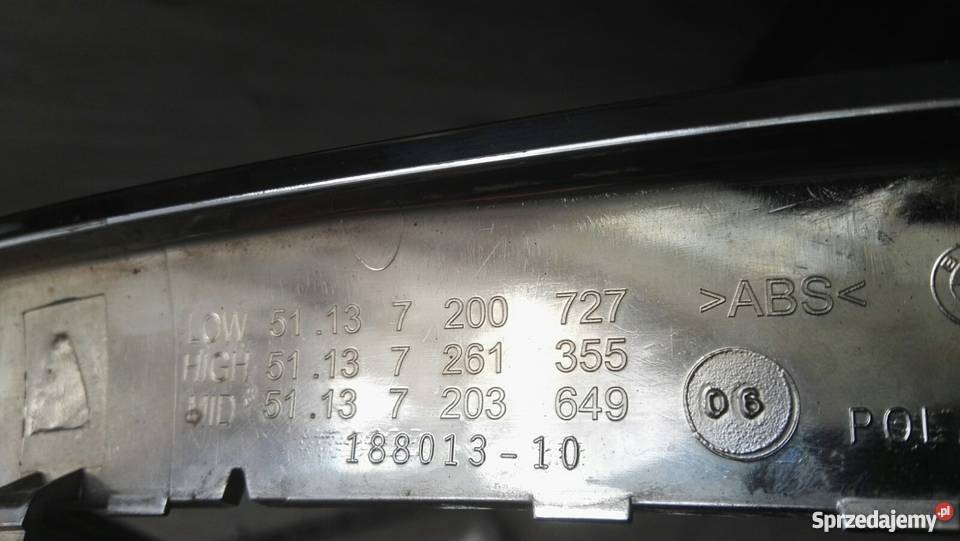 LOW 51.13 7 200 727
HIGH 51.13 7 261 355
MID 51.13 7 203 649
188013-10
>ABS<
06
Sprzedajemy.pl